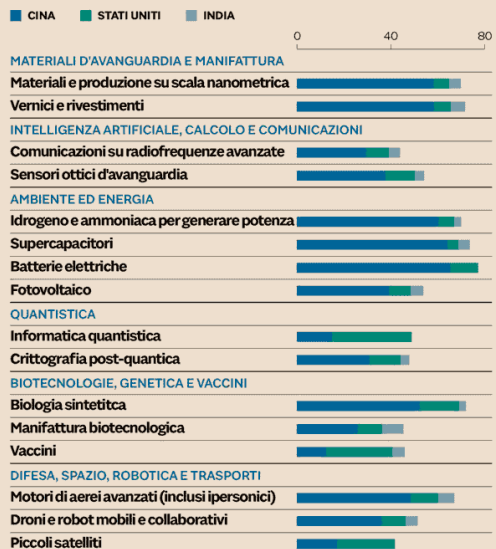 CINA STATI UNITI INDIA
0 40 80
MATERIALI D'AVANGUARDIA E MANIFATTURA
Materiali e produzione su scala nanometrica
Vernici e rivestimenti
INTELLIGENZA ARTIFICIALE, CALCOLO E COMUNICAZIONI
Comunicazioni su radiofrequenze avanzate
Sensori ottici d'avanguardia
AMBIENTE ED ENERGIA
Idrogeno e ammoniaca per generare potenza
Supercapacitori
Batterie elettriche
Fotovoltaico
QUANTISTICA
Informatica quantistica
Crittografia post-quantica
BIOTECNOLOGIE, GENETICA E VACCINI
Biologia sintetitca
Manifattura biotecnologica
Vaccini
DIFESA, SPAZIO, ROBOTICA E TRASPORTI
Motori di aerei avanzati (inclusi ipersonici)
Droni e robot mobili e collaborativi
Piccoli satelliti